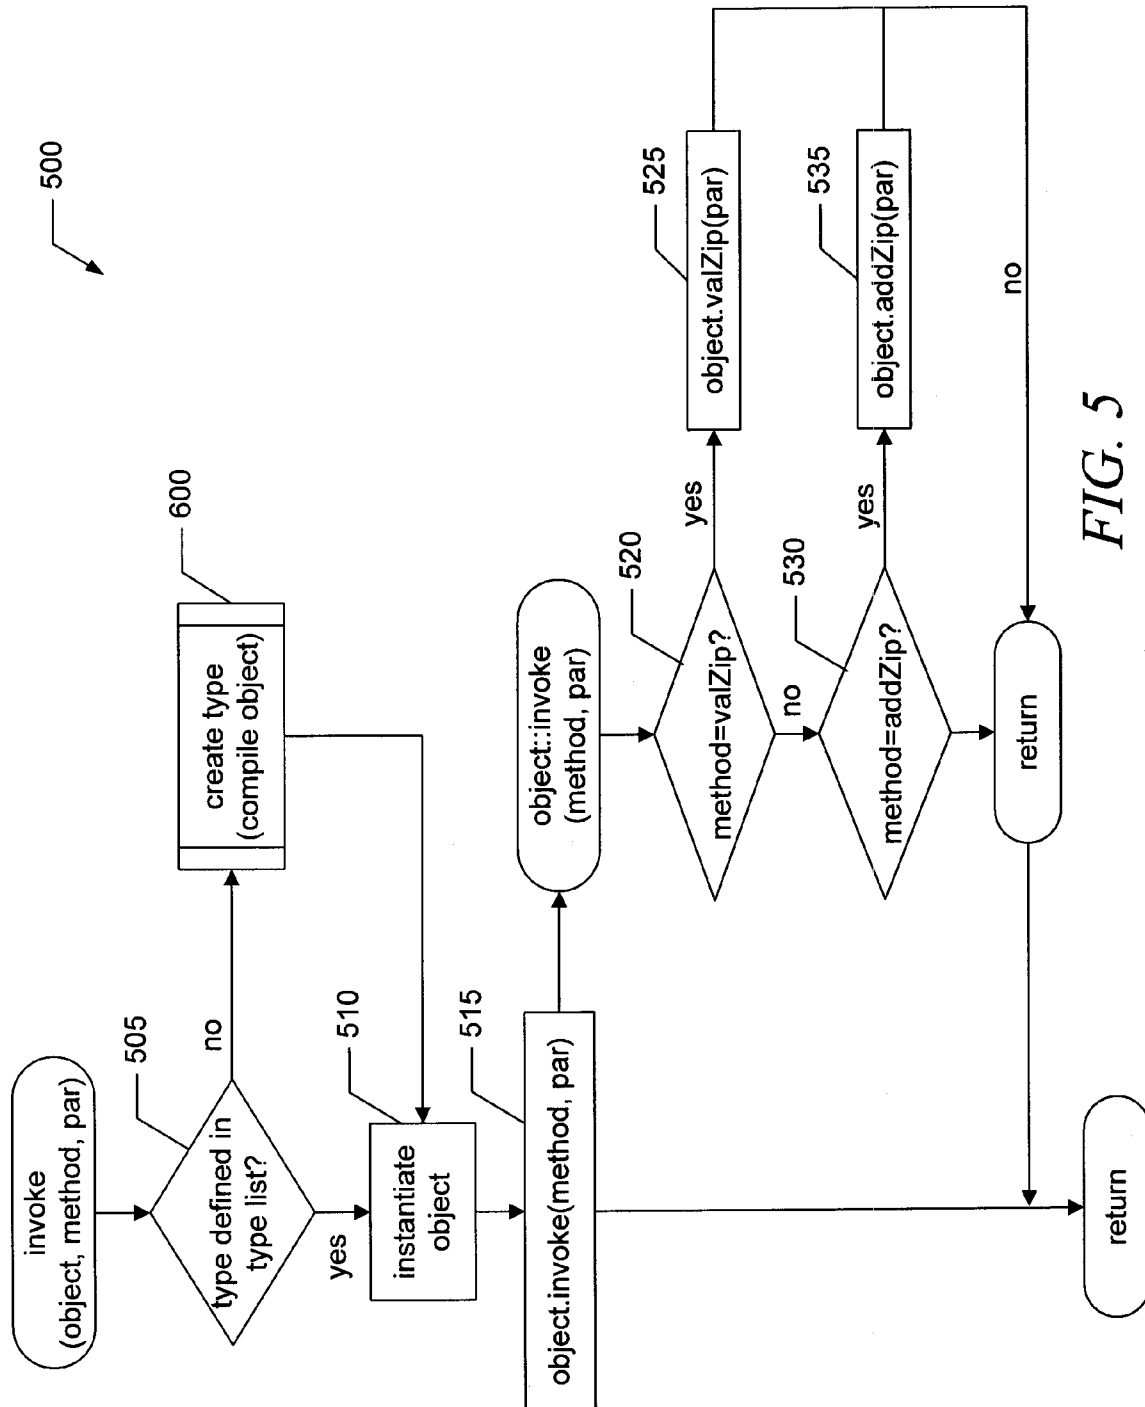 500
invoke
(object, method, par)
505
type defined in
type list?
no
yes
600
create type
(compile object)
510
instantiate
object
515
object.invoke(method, par)
object::invoke
(method, par)
520
method=valZip?
yes
525
object.valZip(par)
no
530
method=addZip?
yes
535
object.addZip(par)
no
return
return
FIG. 5